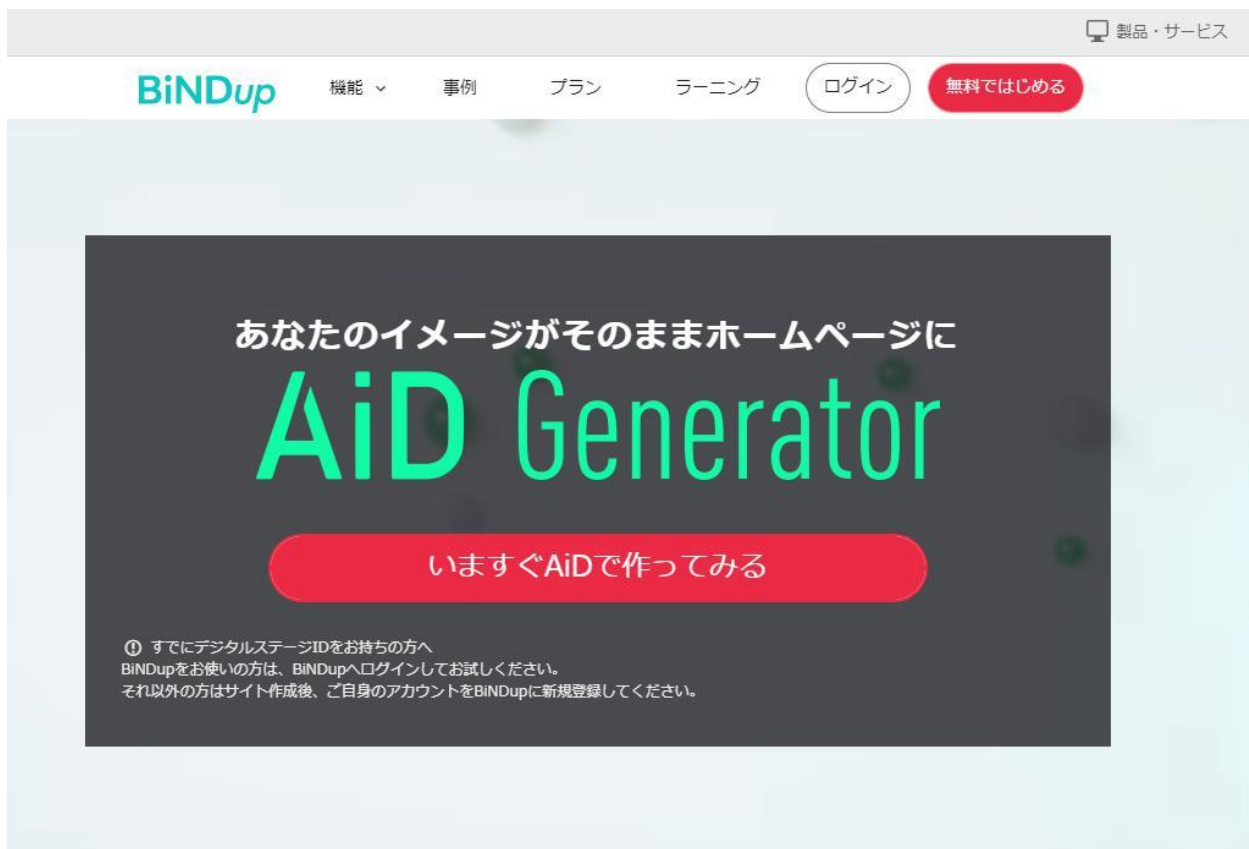 製品・サービス
BiNDup 機能 事例 プラン ラーニング ログイン 無料ではじめる
あなたのイメージがそのままホームページに
AiD Generator
いますぐAiDで作ってみる
すでにデジタルステージIDをお持ちの方へ
BiNDupをお使いの方は、BiNDupへログインしてお試しください。
それ以外の方はサイト作成後、ご自身のアカウントをBiNDupに新規登録してください。